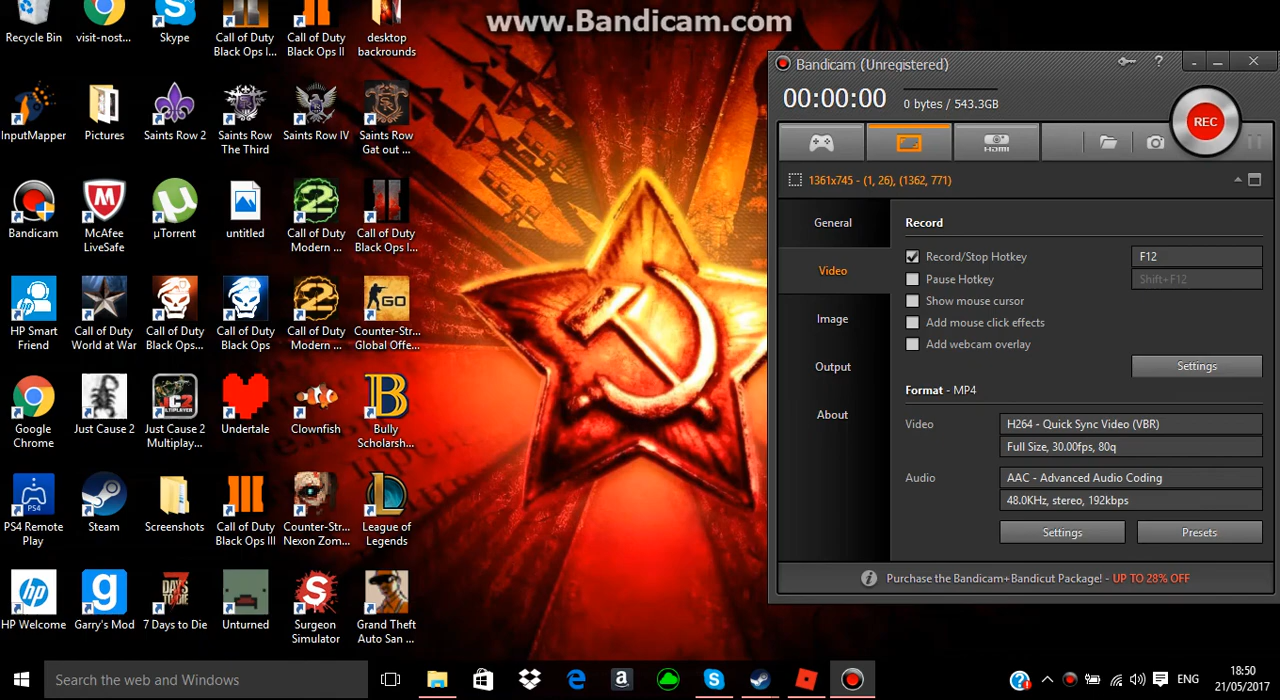 www.Bandicam.com
Recycle Bin
visit-nost...
Skype
Call of Duty
Black Ops I...
Call of Duty
Black Ops II
desktop
backrounds
InputMapper
Pictures
Saints Row 2
Saints Row
The Third
Saints Row IV
Saints Row
Gat out ...
Bandicam
McAfee
LiveSafe
µTorrent
untitled
Call of Duty
Modern ...
Call of Duty
Black Ops I...
HP Smart
Friend
Call of Duty
World at War
Call of Duty
Black Ops...
Call of Duty
Black Ops
Call of Duty
Modern ...
GO
Counter-Str...
Global Offe...
Google
Chrome
Just Cause 2
JC2
MULTIPLAYER
Just Cause 2
Multiplay...
Undertale
Clownfish
B
Bully
Scholarsh...
PS4
PS4 Remote
Play
Steam
Screenshots
Call of Duty
Black Ops III
Counter-Str...
Nexon Zom...
League of
Legends
hp
HP Welcome
g
Garry's Mod
7 DAYS TO DIE
7 Days to Die
Unturned
S
Surgeon
Simulator
Grand Theft
Auto San ...
Bandicam (Unregistered)
00:00:00
0 bytes / 543.3GB
REC
HDMI
1361x745 - (1, 26), (1362, 771)
General
Video
Image
Output
About
Record
Record/Stop Hotkey
F12
Pause Hotkey
Shift+F12
Show mouse cursor
Add mouse click effects
Add webcam overlay
Settings
Format - MP4
Video
H264 - Quick Sync Video (VBR)
Full Size, 30.00fps, 80q
Audio
AAC - Advanced Audio Coding
48.0KHz, stereo, 192kbps
Settings
Presets
Purchase the Bandicam+Bandicut Package! - UP TO 28% OFF
Search the web and Windows
ENG
18:50
21/05/2017